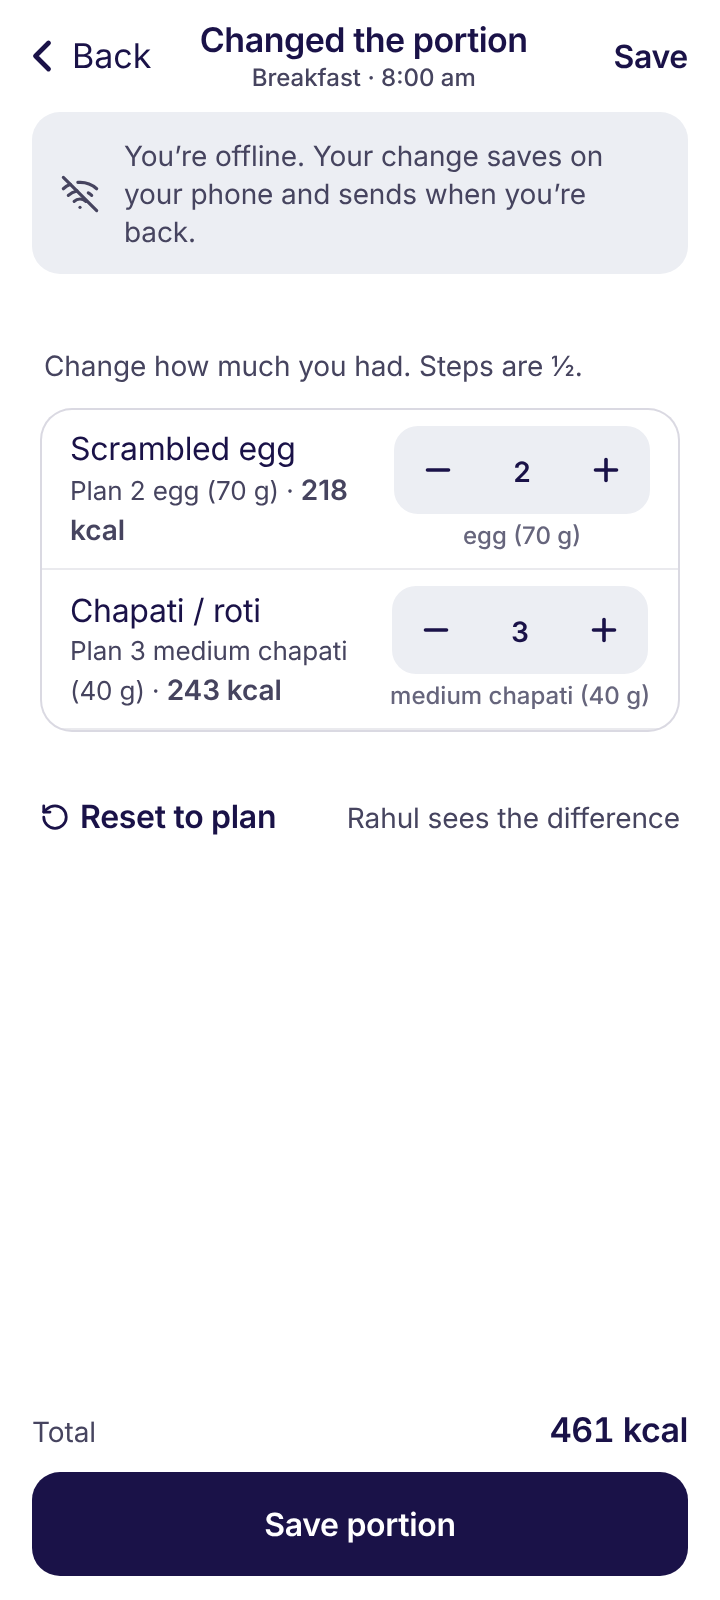 Back
Changed the portion
Breakfast · 8:00 am
Save
You’re offline. Your change saves on
your phone and sends when you’re
back.
Change how much you had. Steps are ½.
Scrambled egg
Plan 2 egg (70 g) · 218
kcal
− 2 +
egg (70 g)
Chapati / roti
Plan 3 medium chapati
(40 g) · 243 kcal
− 3 +
medium chapati (40 g)
Reset to plan
Rahul sees the difference
Total
461 kcal
Save portion